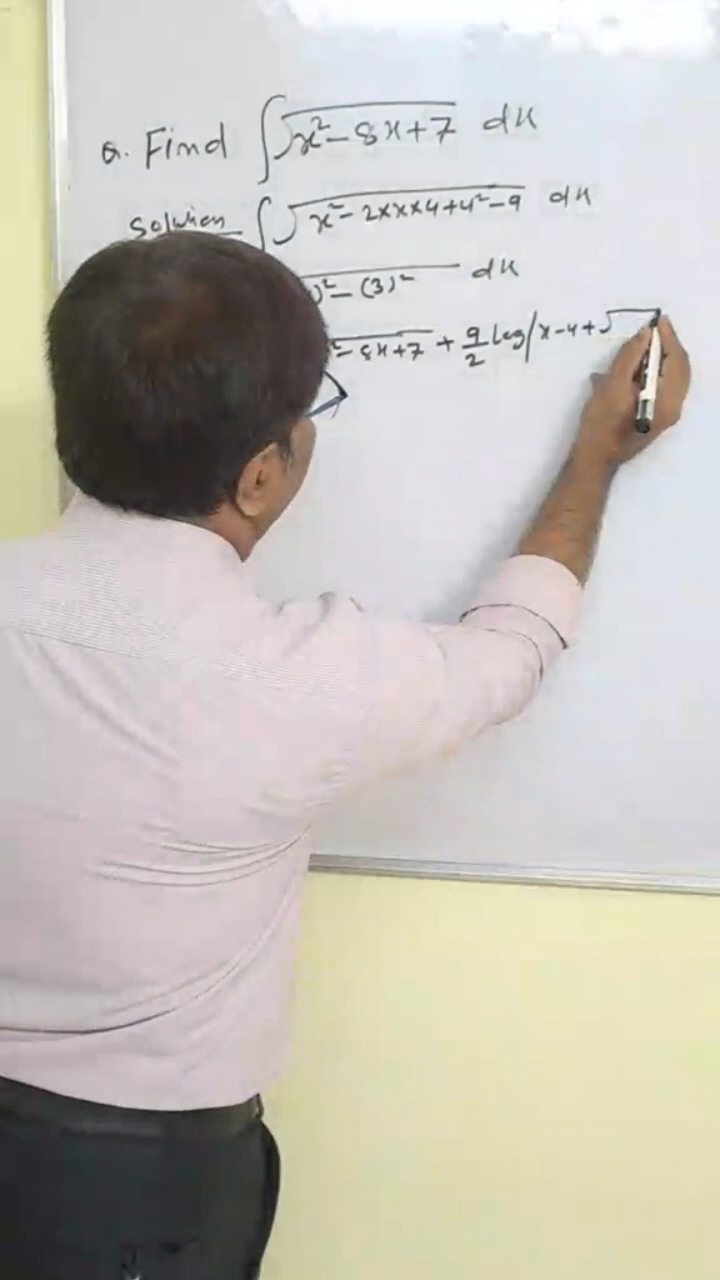 Q. Find ∫√x²-8x+7 dx
Solution ∫√x²-2×x×4+4²-9 dx
)²-(3)² dx
²-8x+7 + 9/2 log|x-4+√